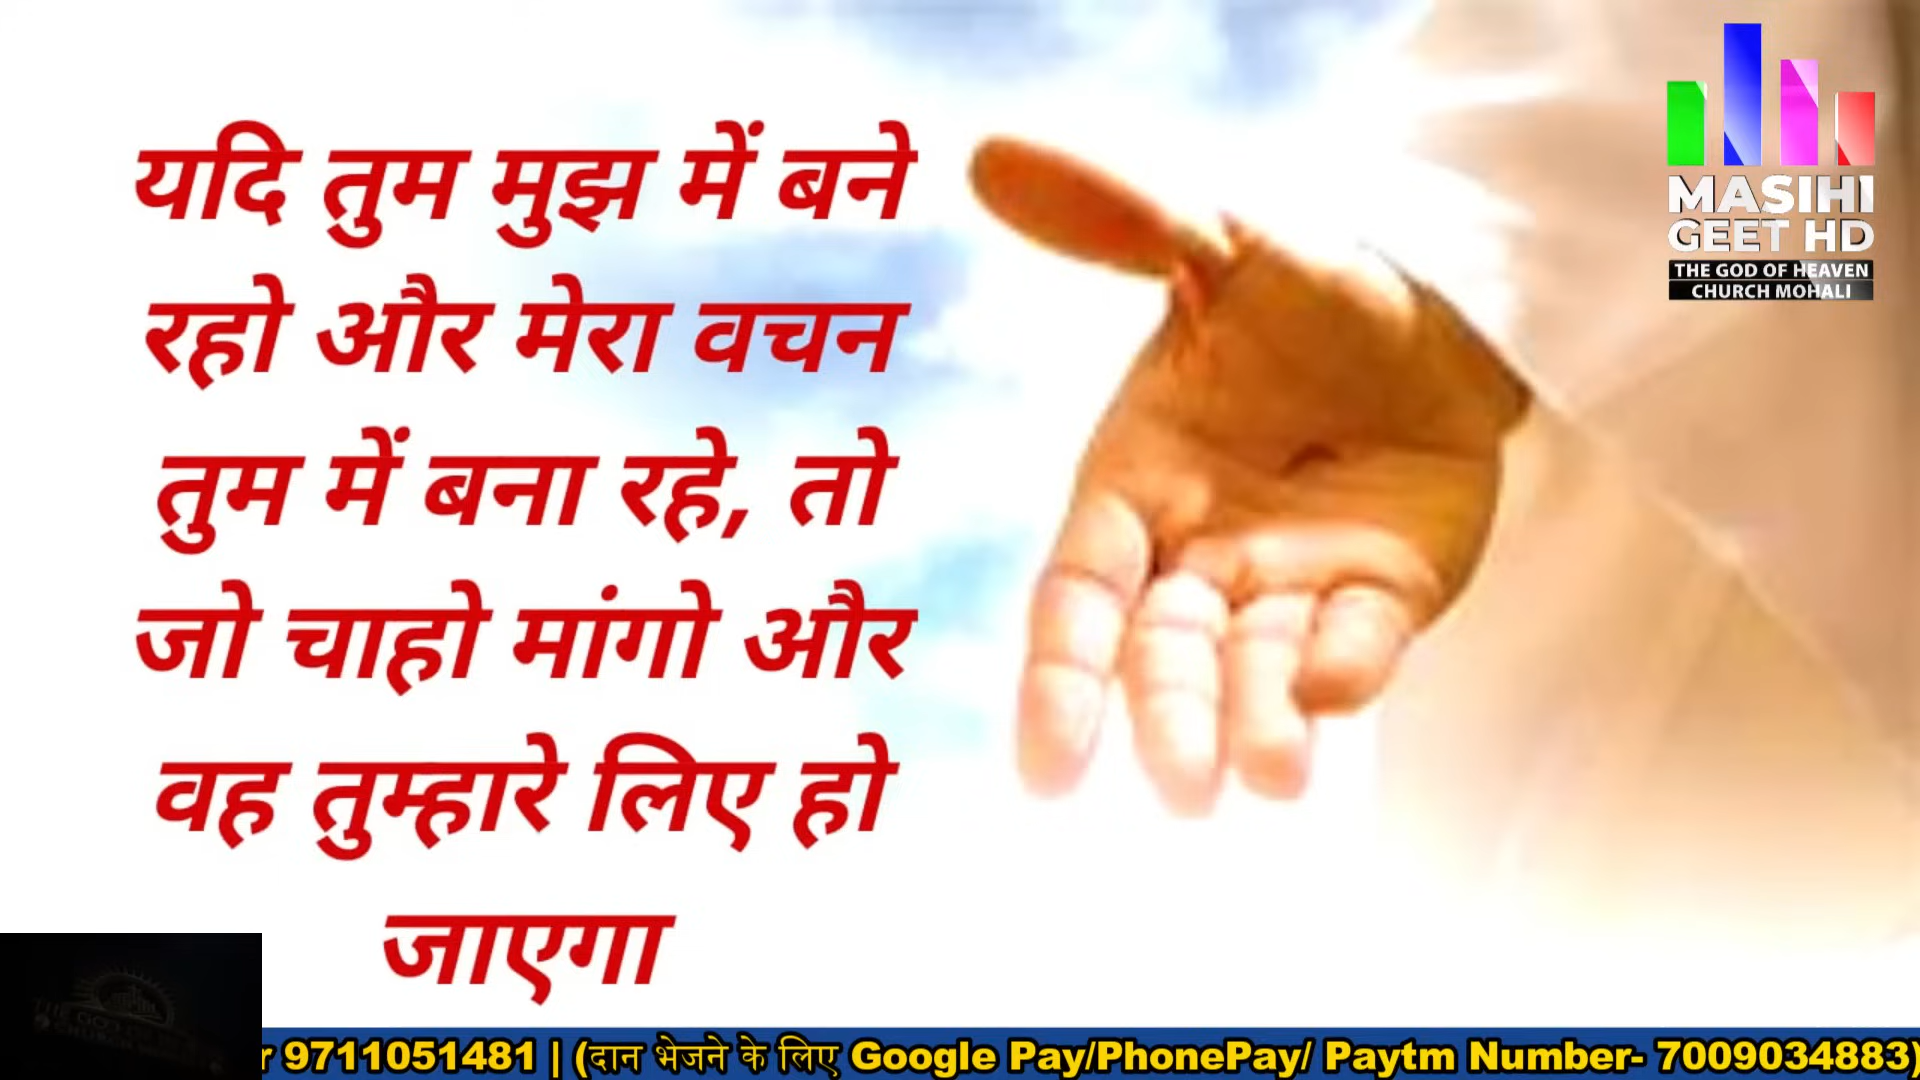 यदि तुम मुझ में बने
रहो और मेरा वचन
तुम में बना रहे, तो
जो चाहो मांगो और
वह तुम्हारे लिए हो
जाएगा
MASIHI
GEET HD
THE GOD OF HEAVEN
CHURCH MOHALI
9711051481 | (दान भेजने के लिए Google Pay/PhonePay/ Paytm Number- 7009034883)